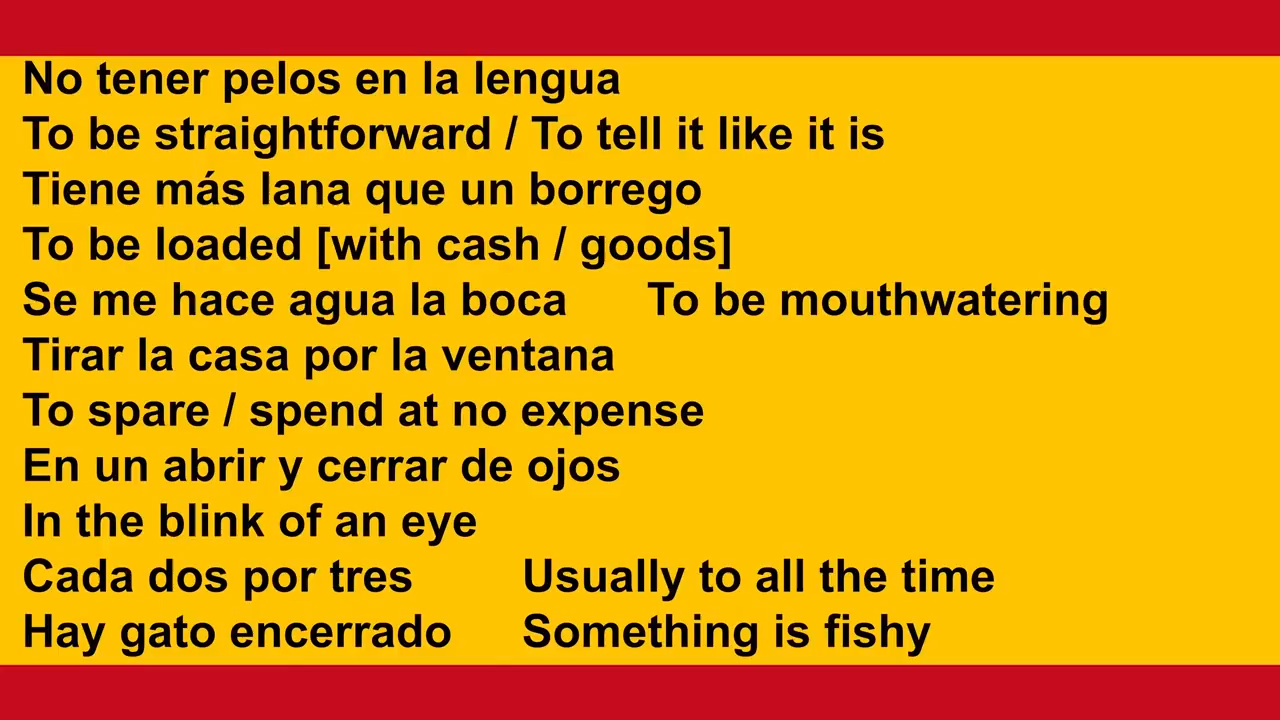 No tener pelos en la lengua
To be straightforward / To tell it like it is
Tiene más lana que un borrego
To be loaded [with cash / goods]
Se me hace agua la boca To be mouthwatering
Tirar la casa por la ventana
To spare / spend at no expense
En un abrir y cerrar de ojos
In the blink of an eye
Cada dos por tres Usually to all the time
Hay gato encerrado Something is fishy